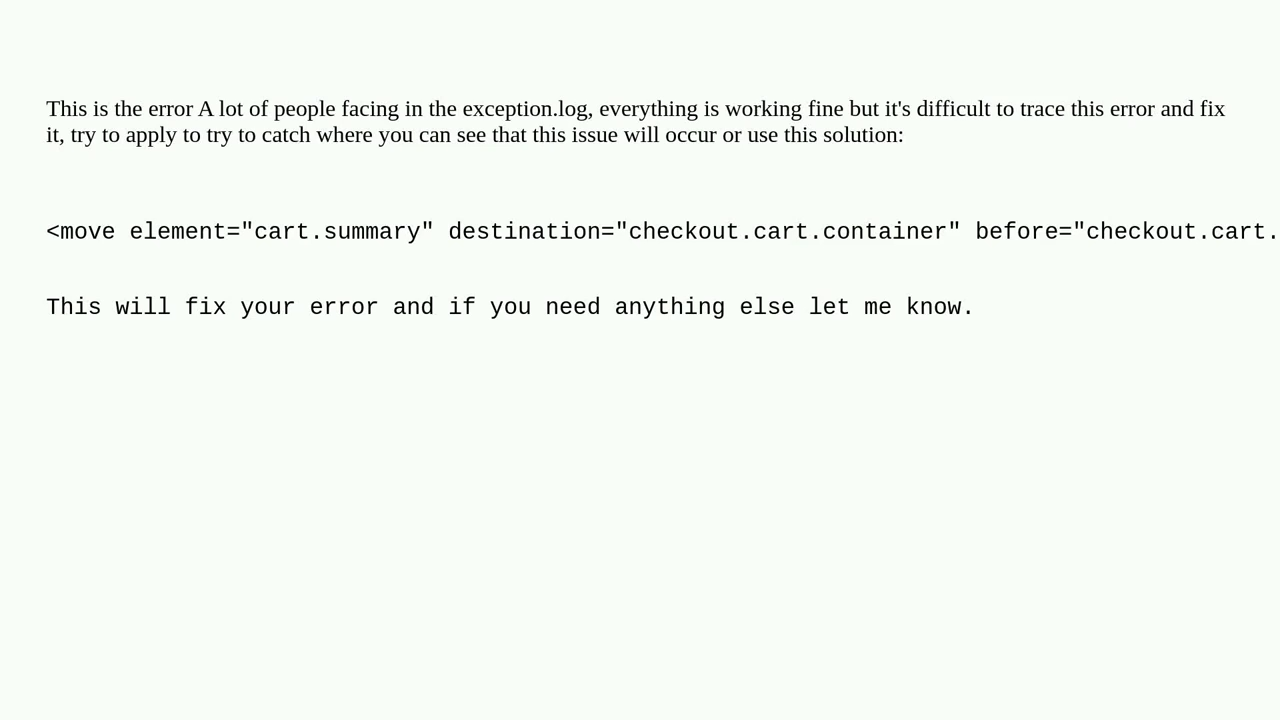 This is the error A lot of people facing in the exception.log, everything is working fine but it's difficult to trace this error and fix
it, try to apply to try to catch where you can see that this issue will occur or use this solution:
<move element="cart.summary" destination="checkout.cart.container" before="checkout.cart.
This will fix your error and if you need anything else let me know.